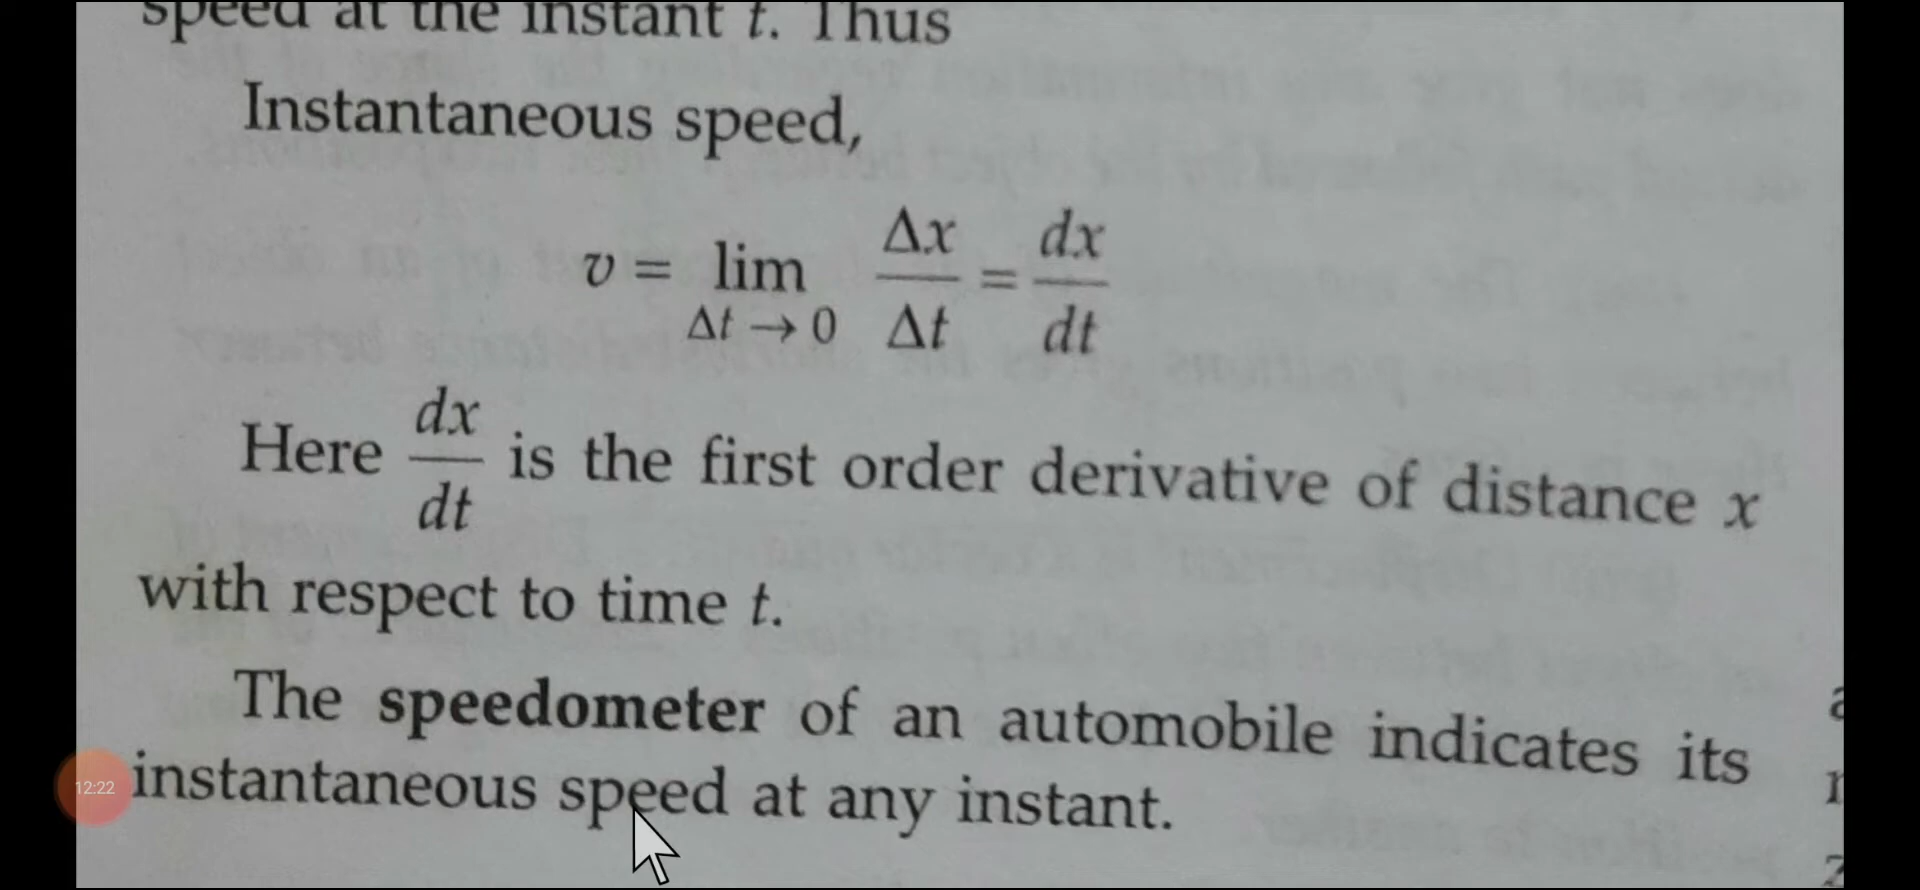 speed at the instant t. Thus
Instantaneous speed,
v = lim Δt → 0 Δx/Δt = dx/dt
Here dx/dt is the first order derivative of distance x
with respect to time t.
The speedometer of an automobile indicates its
instantaneous speed at any instant.
12:22